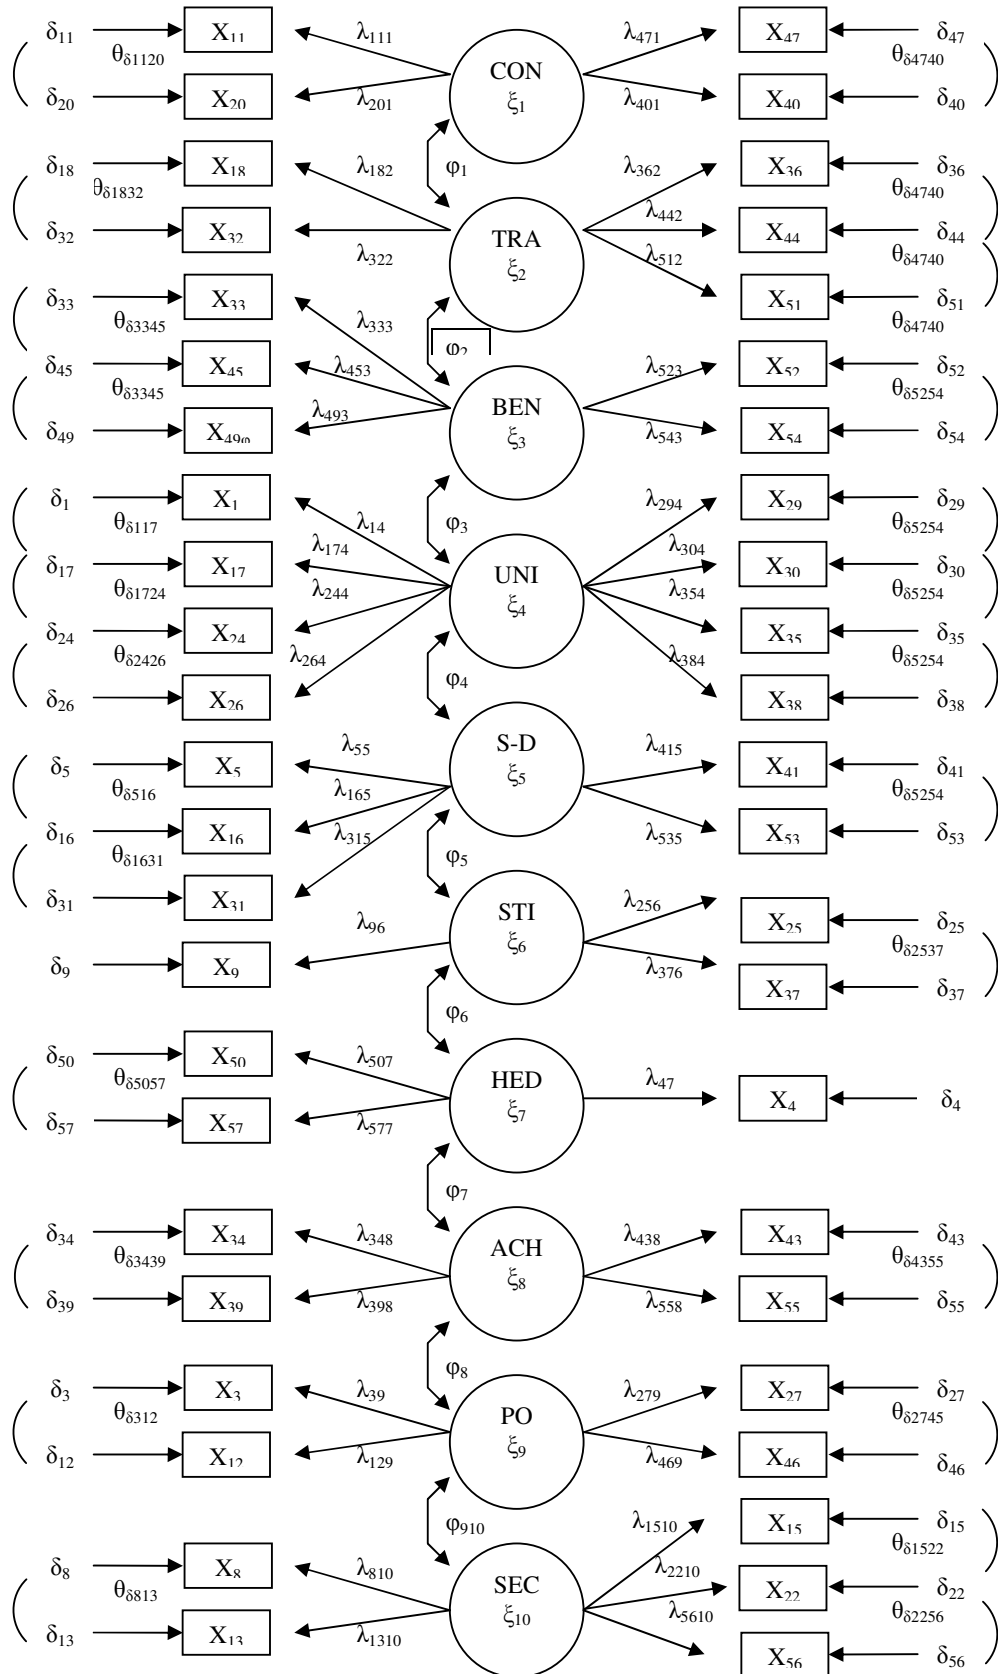 δ11 X11 λ111 CON ξ1 λ471 X47 δ47
θδ1120 θδ4740
δ20 X20 λ201 λ401 X40 δ40
φ1
δ18 X18 λ182 λ362 X36 δ36
θδ1832 θδ4740
δ32 X32 λ322 TRA ξ2 λ442 X44 δ44
θδ4740
λ512 X51 δ51
θδ4740
δ33 X33 λ333
θδ3345
φ2
δ45 X45 λ453 BEN ξ3 λ523 X52 δ52
θδ3345 θδ5254
δ49 X49φ λ493 λ543 X54 δ54
φ3
δ1 X1 λ14 λ294 X29 δ29
θδ117 θδ5254
δ17 X17 λ174 UNI ξ4 λ304 X30 δ30
θδ1724 θδ5254
δ24 X24 λ244 λ354 X35 δ35
θδ2426 θδ5254
δ26 X26 λ264 λ384 X38 δ38
φ4
δ5 X5 λ55 S-D ξ5 λ415 X41 δ41
θδ516 θδ5254
δ16 X16 λ165 λ535 X53 δ53
θδ1631
δ31 X31 λ315
φ5
λ256 X25 δ25
θδ2537
δ9 X9 λ96 STI ξ6 λ376 X37 δ37
φ6
δ50 X50 λ507
θδ5057
HED ξ7 λ47 X4 δ4
δ57 X57 λ577
φ7
δ34 X34 λ348 ACH ξ8 λ438 X43 δ43
θδ3439 θδ4355
δ39 X39 λ398 λ558 X55 δ55
φ8
δ3 X3 λ39 PO ξ9 λ279 X27 δ27
θδ312 θδ2745
δ12 X12 λ129 λ469 X46 δ46
φ910
λ1510 X15 δ15
θδ1522
δ8 X8 λ810 SEC ξ10 λ2210 X22 δ22
θδ813 θδ2256
δ13 X13 λ1310 λ5610 X56 δ56